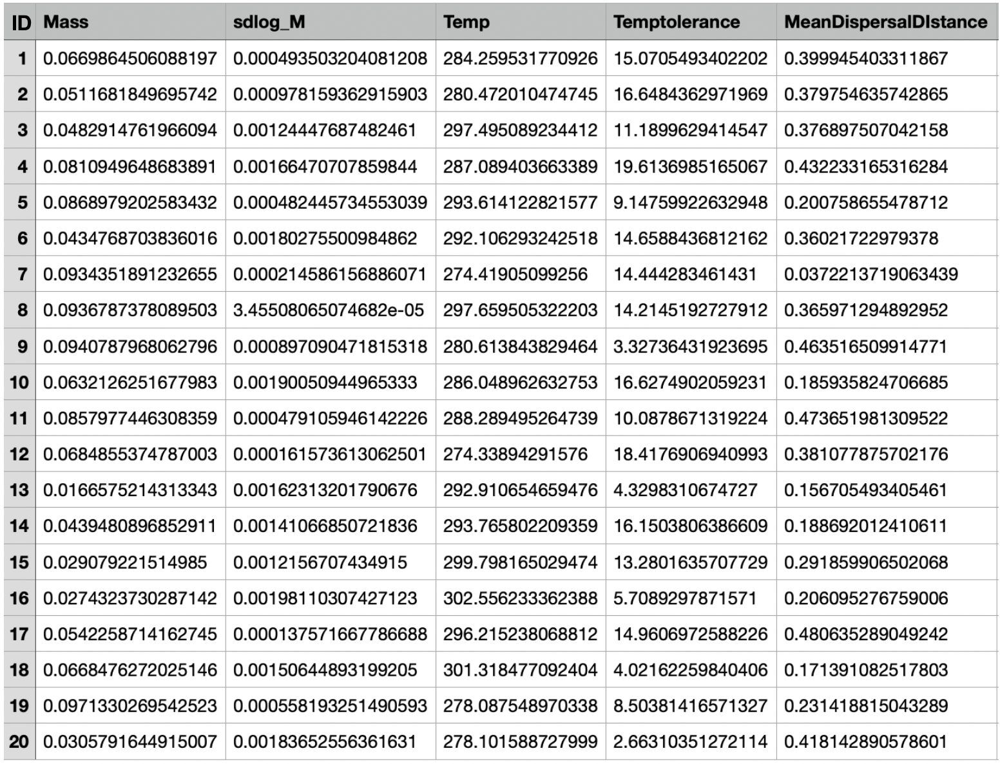 ID Mass sdlog_M Temp Temptolerance MeanDispersalDIstance
1 0.0669864506088197 0.000493503204081208 284.259531770926 15.0705493402202 0.399945403311867
2 0.0511681849695742 0.000978159362915903 280.472010474745 16.6484362971969 0.379754635742865
3 0.0482914761966094 0.00124447687482461 297.495089234412 11.1899629414547 0.376897507042158
4 0.0810949648683891 0.00166470707859844 287.089403663389 19.6136985165067 0.432233165316284
5 0.0868979202583432 0.000482445734553039 293.614122821577 9.14759922632948 0.200758655478712
6 0.0434768703836016 0.00180275500984862 292.106293242518 14.6588436812162 0.36021722979378
7 0.0934351891232655 0.000214586156886071 274.41905099256 14.444283461431 0.0372213719063439
8 0.0936787378089503 3.45508065074682e-05 297.659505322203 14.2145192727912 0.365971294892952
9 0.0940787968062796 0.000897090471815318 280.613843829464 3.32736431923695 0.463516509914771
10 0.0632126251677983 0.00190050944965333 286.048962632753 16.6274902059231 0.185935824706685
11 0.0857977446308359 0.000479105946142226 288.289495264739 10.0878671319224 0.473651981309522
12 0.0684855374787003 0.000161573613062501 274.33894291576 18.4176906940993 0.381077875702176
13 0.0166575214313343 0.00162313201790676 292.910654659476 4.3298310674727 0.156705493405461
14 0.0439480896852911 0.00141066850721836 293.765802209359 16.1503806386609 0.188692012410611
15 0.029079221514985 0.0012156707434915 299.798165029474 13.2801635707729 0.291859906502068
16 0.0274323730287142 0.00198110307427123 302.556233362388 5.7089297871571 0.206095276759006
17 0.0542258714162745 0.000137571667786688 296.215238068812 14.9606972588226 0.480635289049242
18 0.0668476272025146 0.00150644893199205 301.318477092404 4.02162259840406 0.171391082517803
19 0.0971330269542523 0.000558193251490593 278.087548970338 8.50381416571327 0.231418815043289
20 0.0305791644915007 0.00183652556361631 278.101588727999 2.66310351272114 0.418142890578601